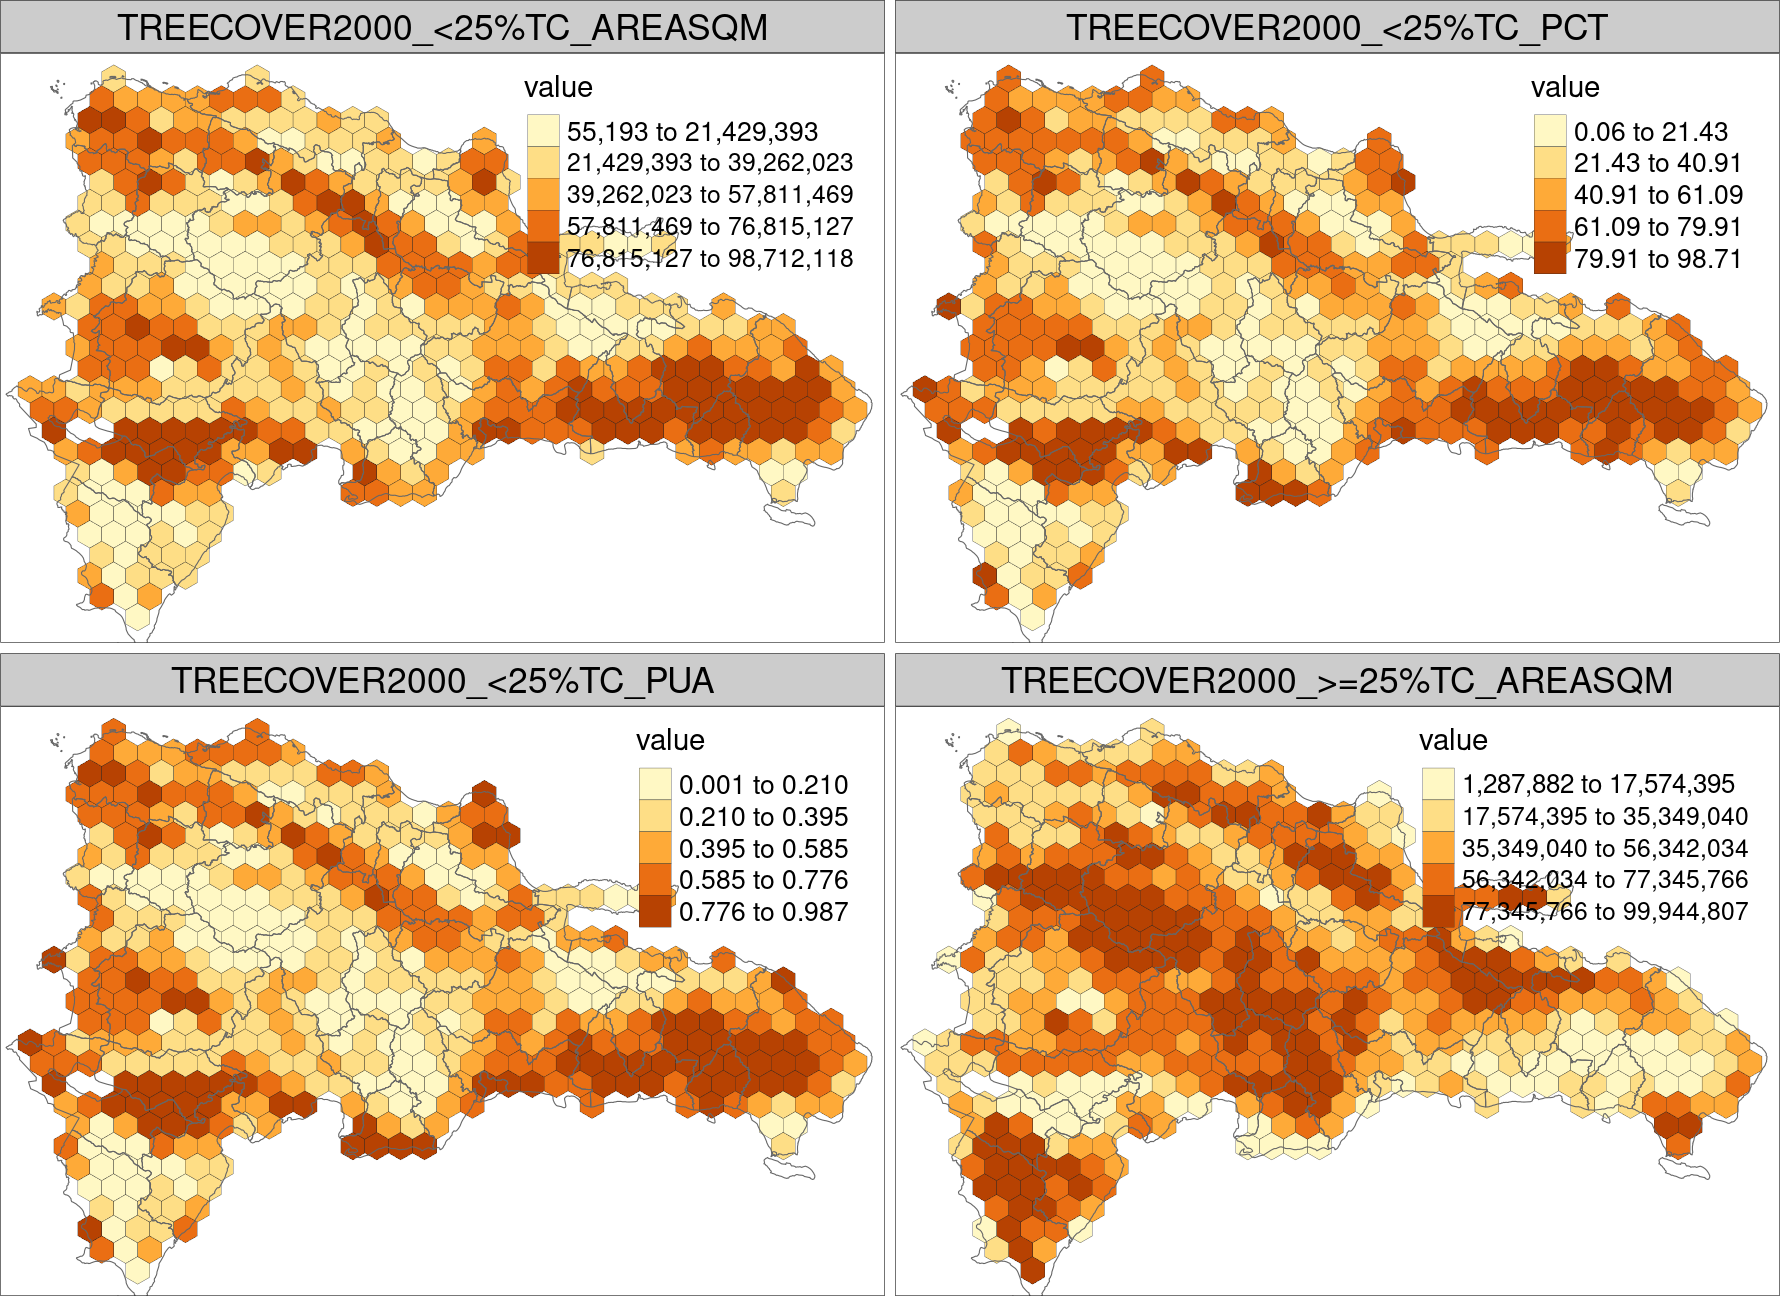 TREECOVER2000_<25%TC_AREASQM
value
55,193 to 21,429,393
21,429,393 to 39,262,023
39,262,023 to 57,811,469
57,811,469 to 76,815,127
76,815,127 to 98,712,118
TREECOVER2000_<25%TC_PCT
value
0.06 to 21.43
21.43 to 40.91
40.91 to 61.09
61.09 to 79.91
79.91 to 98.71
TREECOVER2000_<25%TC_PUA
value
0.001 to 0.210
0.210 to 0.395
0.395 to 0.585
0.585 to 0.776
0.776 to 0.987
TREECOVER2000_>=25%TC_AREASQM
value
1,287,882 to 17,574,395
17,574,395 to 35,349,040
35,349,040 to 56,342,034
56,342,034 to 77,345,766
77,345,766 to 99,944,807